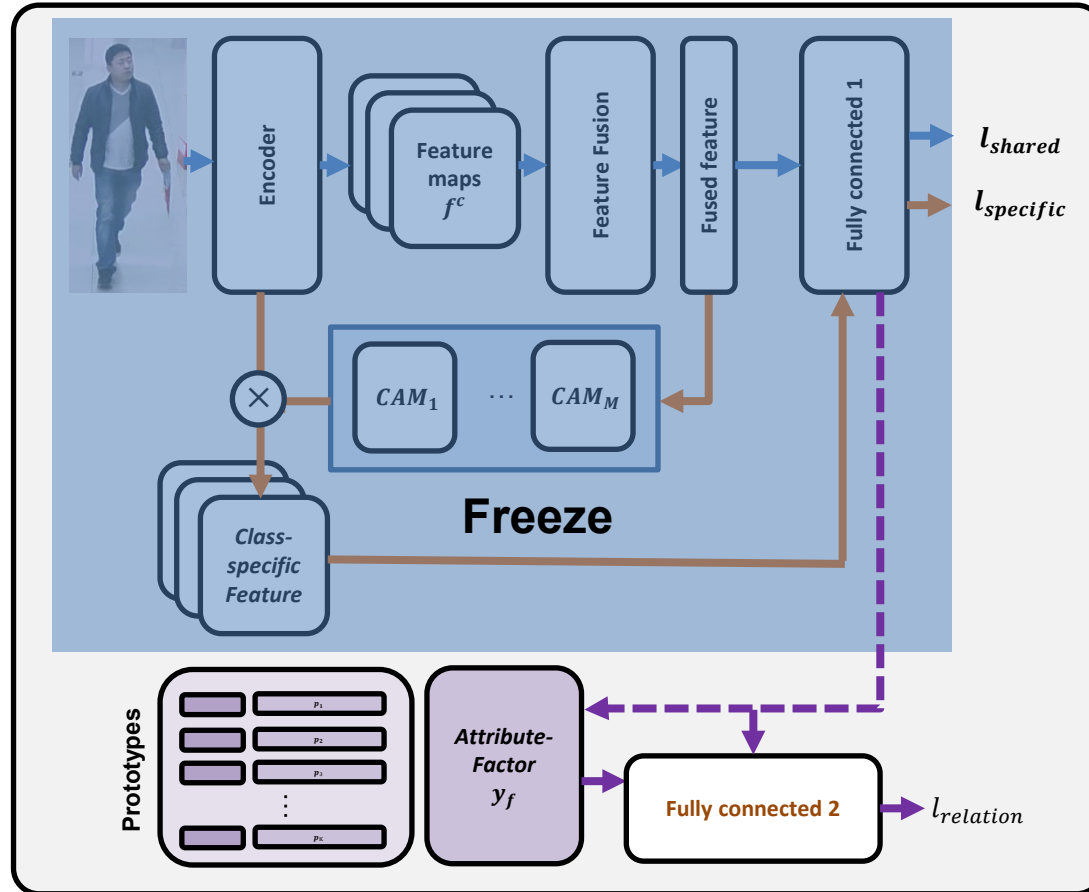 Encoder
Feature
maps
f^c
Feature Fusion
Fused feature
Fully connected 1
l_shared
l_specific
CAM_1
...
CAM_M
×
Freeze
Class-
specific
Feature
Prototypes
p_1
p_2
p_3
⋮
p_K
Attribute-
Factor
y_f
Fully connected 2
l_relation